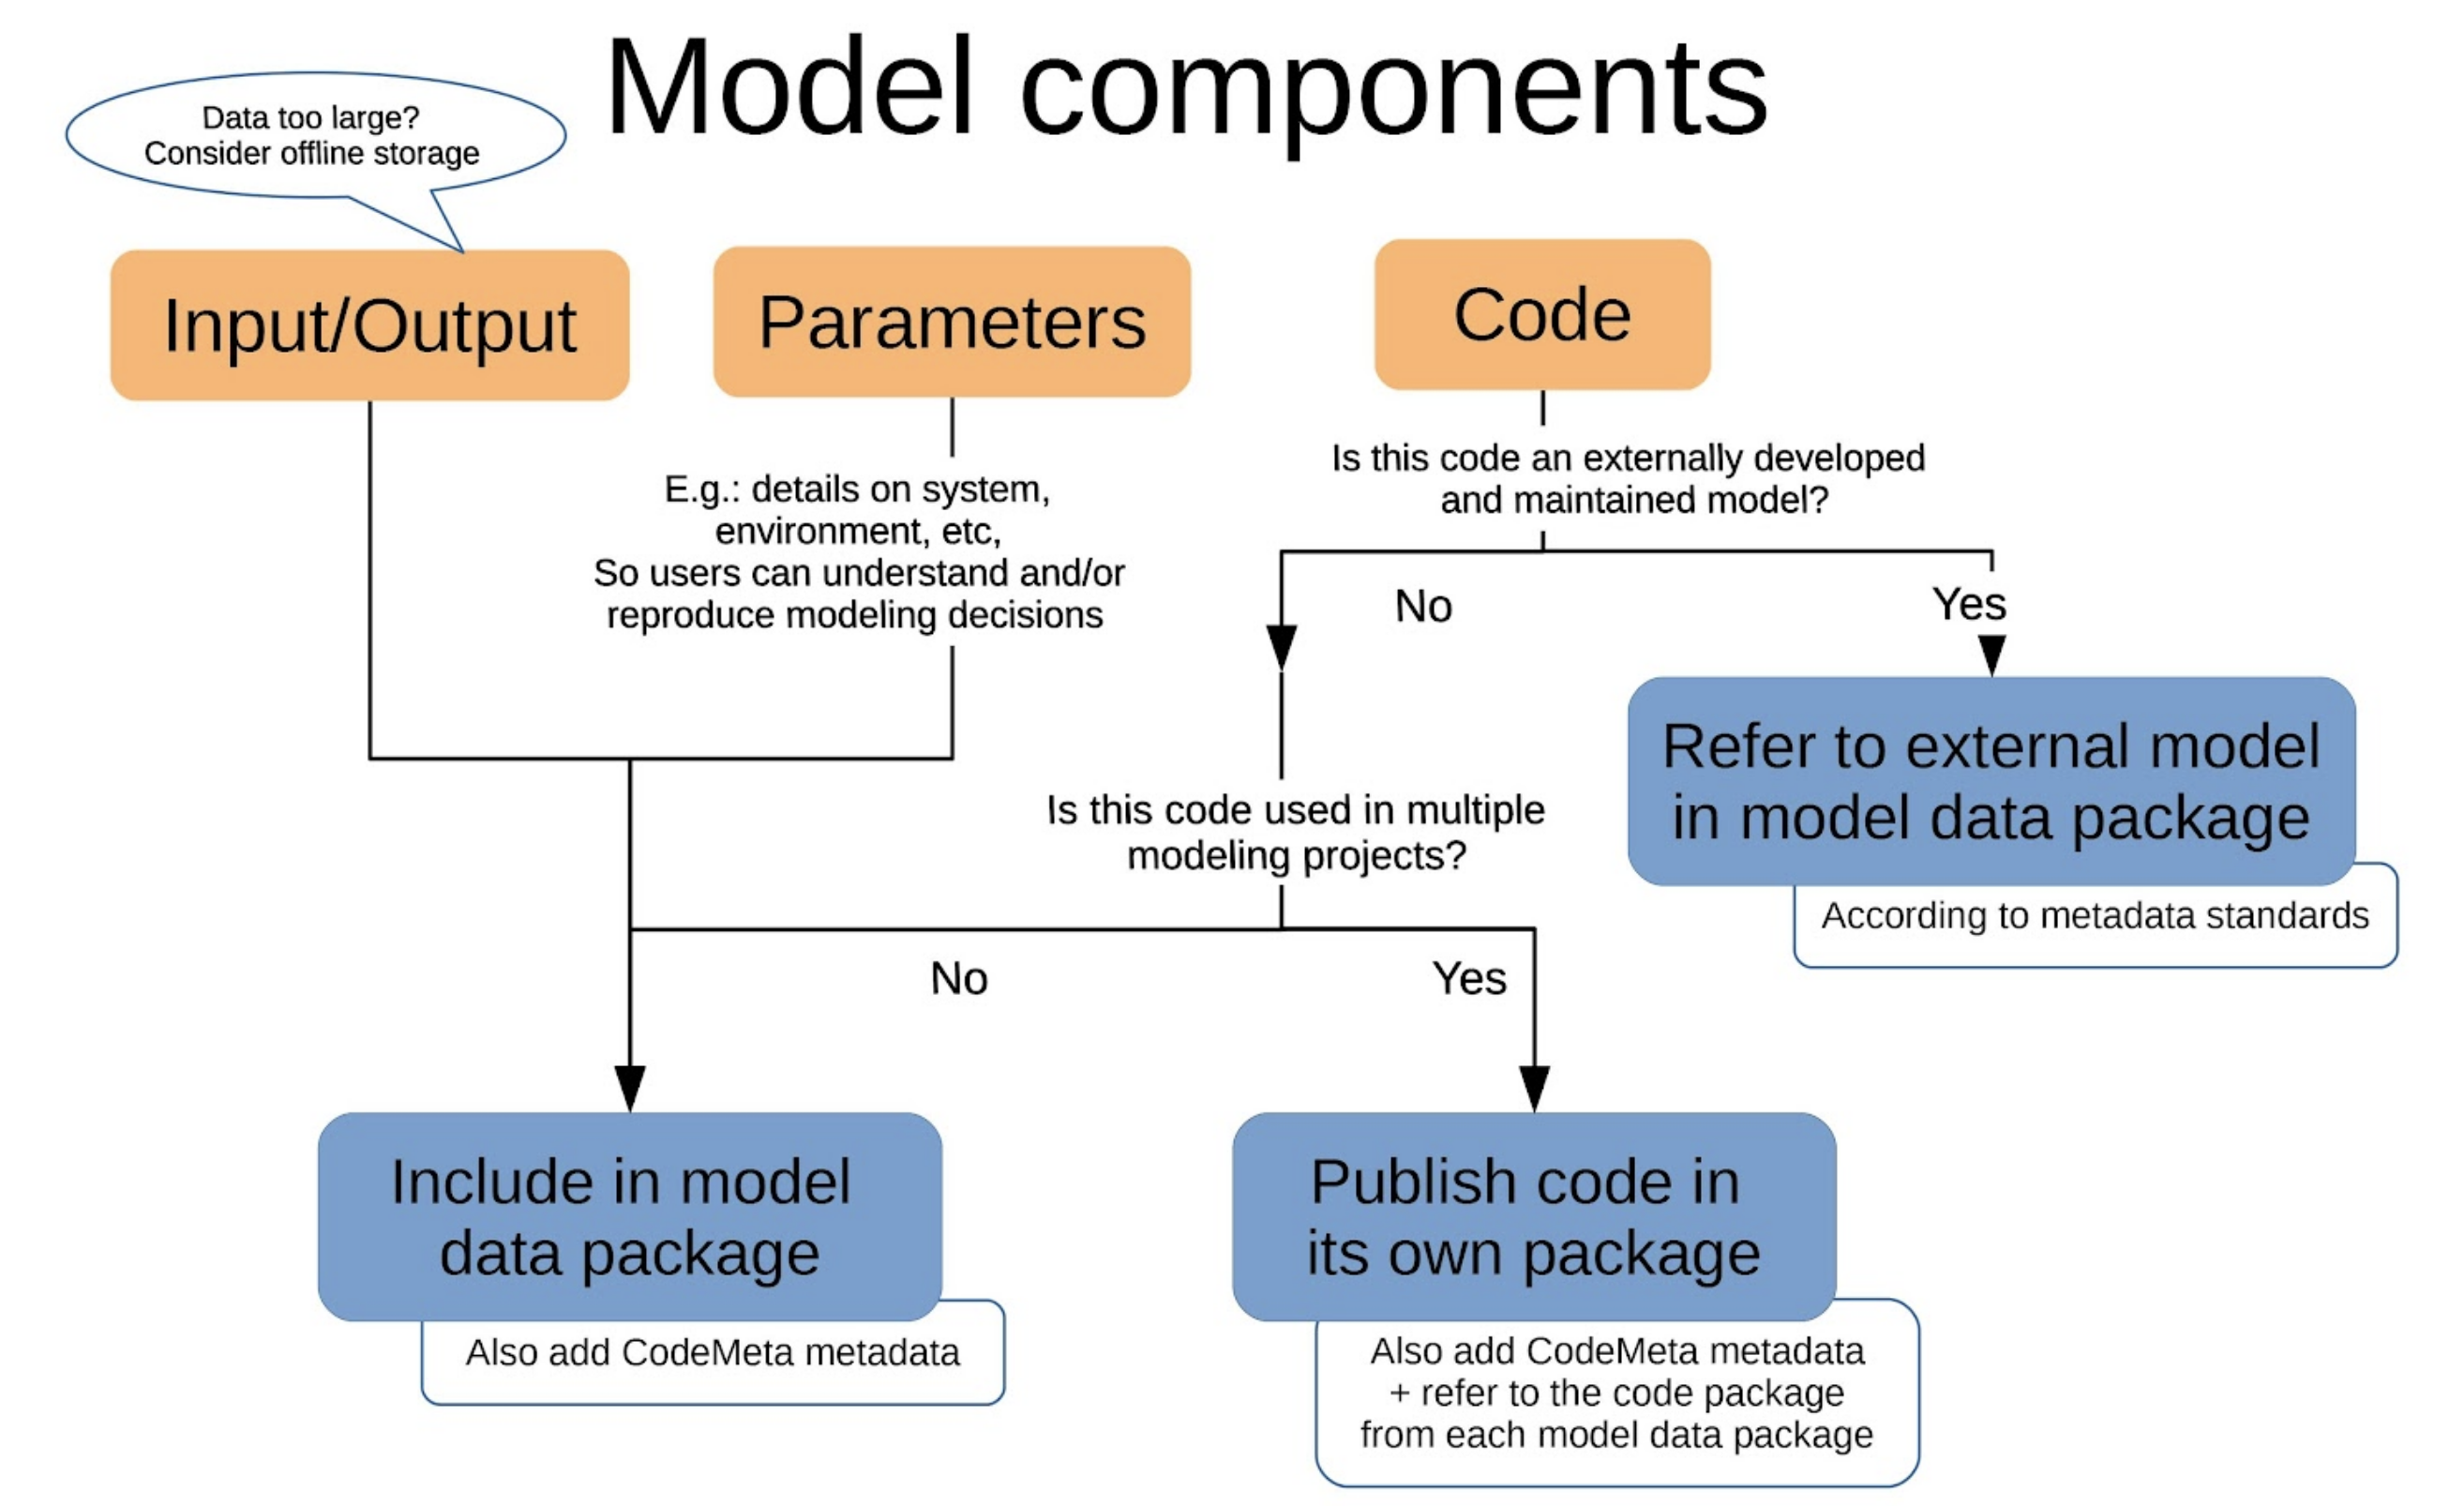 Model components
Data too large?
Consider offline storage
Input/Output
Parameters
Code
E.g.: details on system,
environment, etc,
So users can understand and/or
reproduce modeling decisions
Is this code an externally developed
and maintained model?
No
Yes
Refer to external model
in model data package
According to metadata standards
Is this code used in multiple
modeling projects?
No
Yes
Include in model
data package
Also add CodeMeta metadata
Publish code in
its own package
Also add CodeMeta metadata
+ refer to the code package
from each model data package